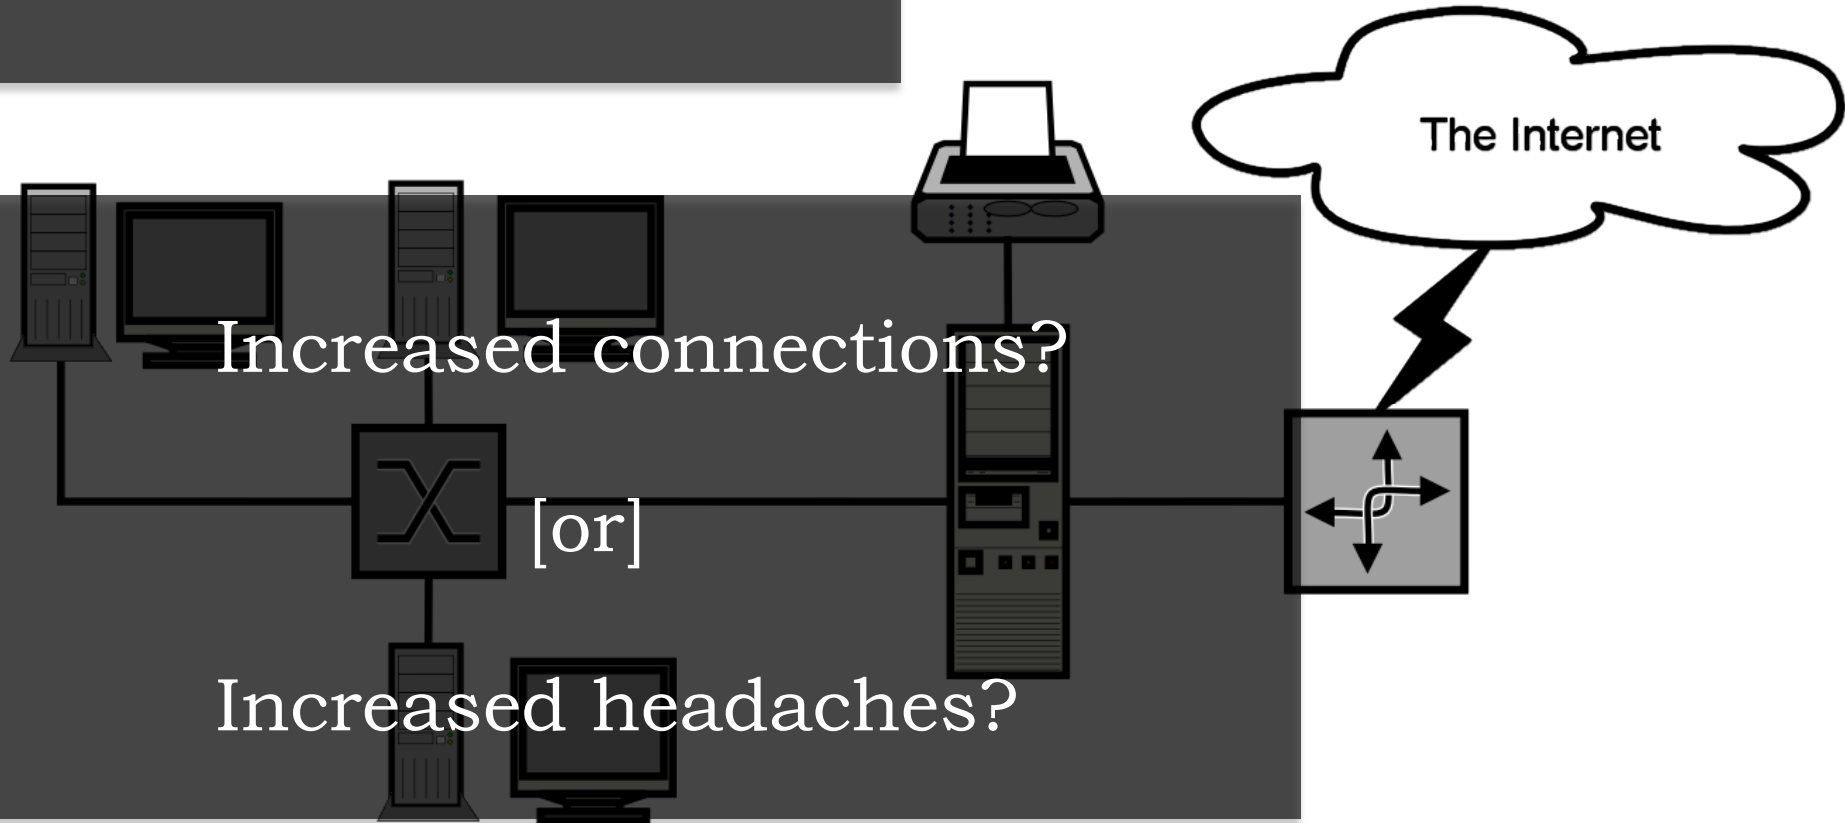 The Internet
Increased connections?
[or]
Increased headaches?